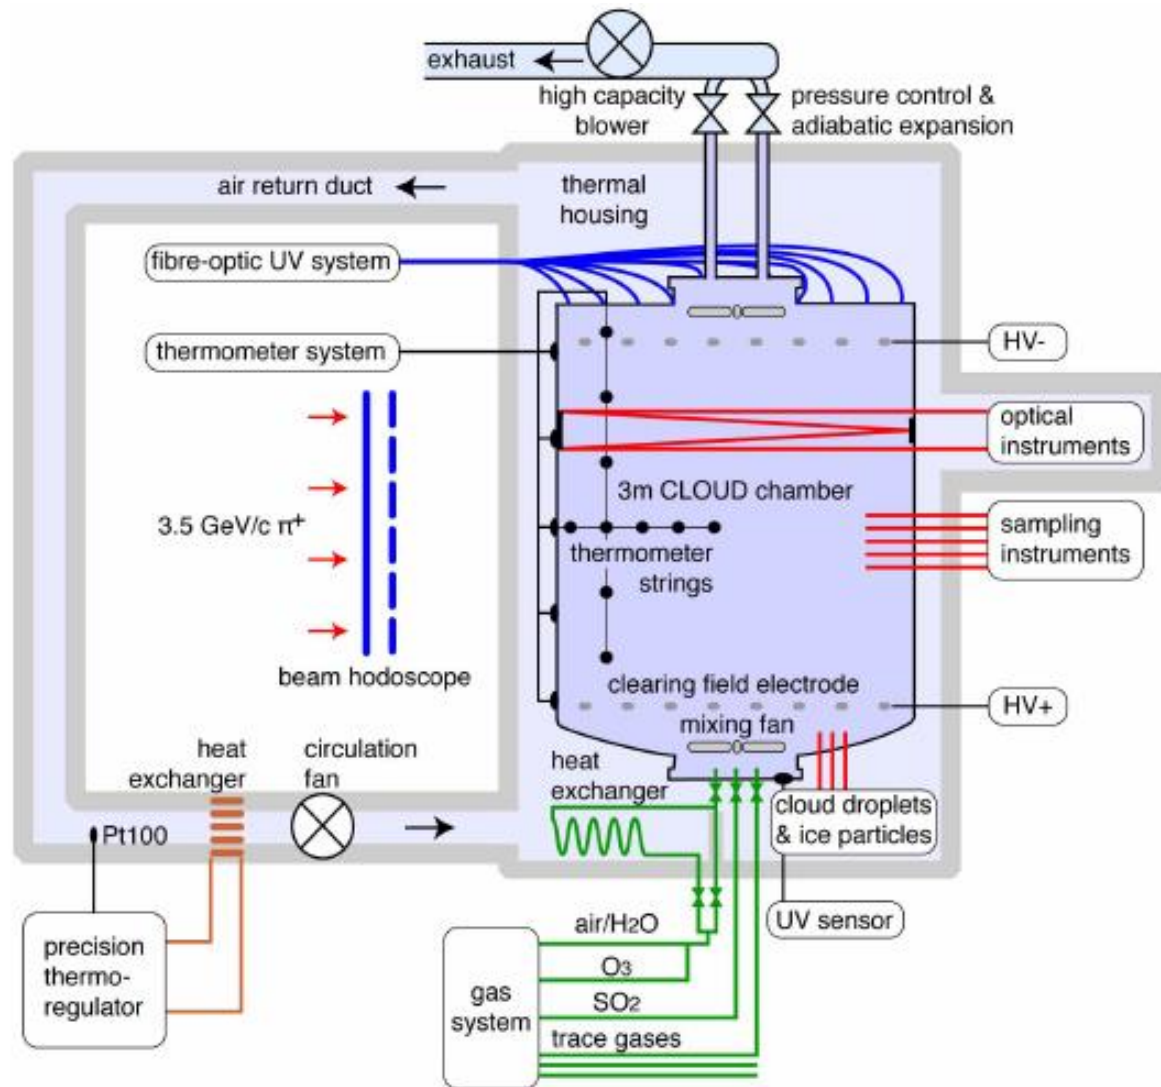 exhaust
high capacity
blower
pressure control &
adiabatic expansion
air return duct
thermal
housing
fibre-optic UV system
thermometer system
HV-
optical
instruments
3m CLOUD chamber
3.5 GeV/c π+
sampling
instruments
thermometer
strings
beam hodoscope
clearing field electrode
HV+
mixing fan
heat
exchanger
circulation
fan
heat
exchanger
cloud droplets
& ice particles
Pt100
UV sensor
precision
thermo-
regulator
gas
system
air/H2O
O3
SO2
trace gases